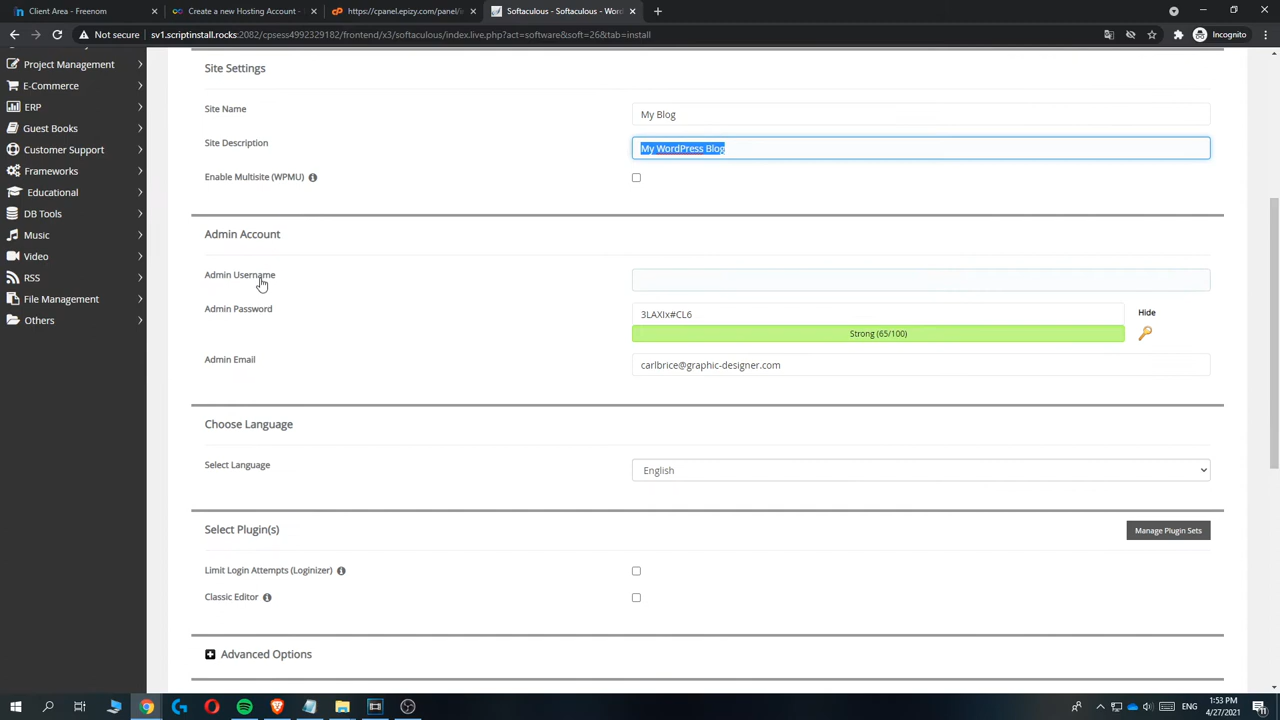 Client Area - Freenom
Create a new Hosting Account -
https://cpanel.epizy.com/panel/i
Softaculous - Softaculous - Wor
Not secure
sv1.scriptinstall.rocks:2082/cpsess4992329182/frontend/x3/softaculous/index.live.php?act=software&soft=26&tab=install
Incognito
Project Management
E-Commerce
ERP
Guest Books
Customer Support
Frameworks
Educational
DB Tools
Music
Video
RSS
File Management
Others
Site Settings
Site Name
My Blog
Site Description
My WordPress Blog
Enable Multisite (WPMU)
Admin Account
Admin Username
Admin Password
3LAXIx#CL6
Hide
Strong (65/100)
Admin Email
carlbrice@graphic-designer.com
Choose Language
Select Language
English
Select Plugin(s)
Manage Plugin Sets
Limit Login Attempts (Loginizer)
Classic Editor
Advanced Options
ENG
1:53 PM
4/27/2021